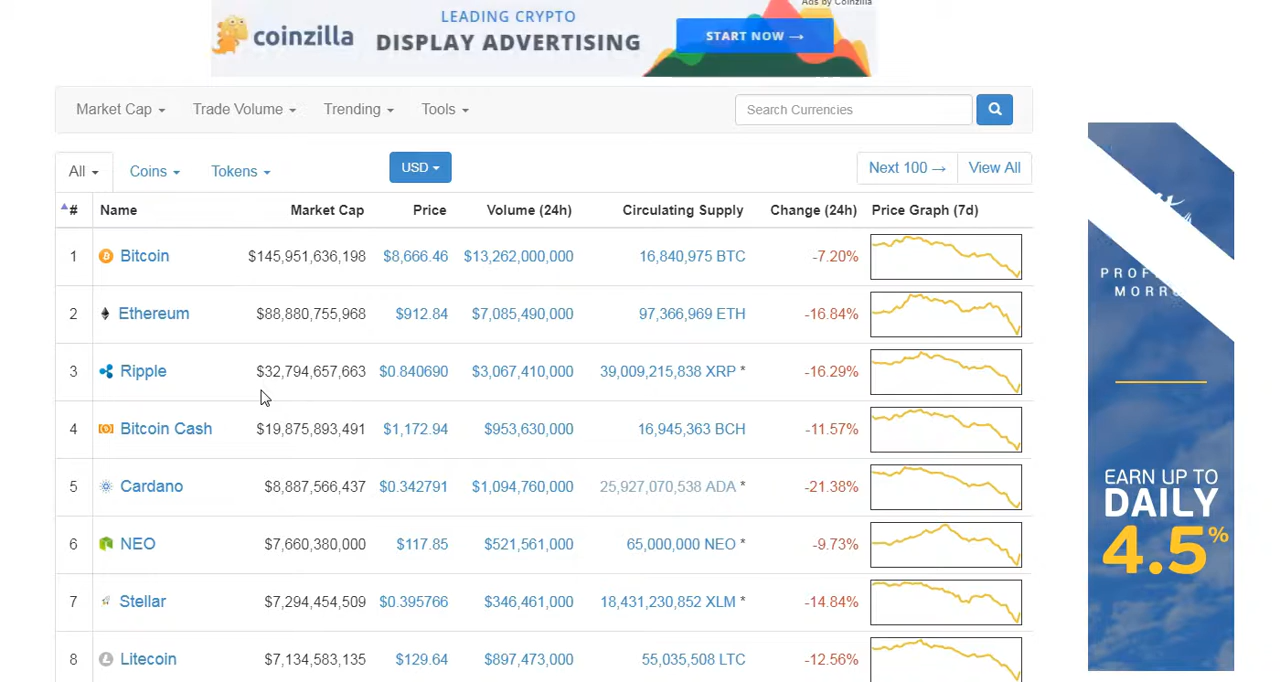 Ads by Coinzilla
coinzilla
LEADING CRYPTO
DISPLAY ADVERTISING
START NOW →
Market Cap
Trade Volume
Trending
Tools
Search Currencies
All
Coins
Tokens
USD
Next 100 →
View All
# Name Market Cap Price Volume (24h) Circulating Supply Change (24h) Price Graph (7d)
1 Bitcoin $145,951,636,198 $8,666.46 $13,262,000,000 16,840,975 BTC -7.20%
2 Ethereum $88,880,755,968 $912.84 $7,085,490,000 97,366,969 ETH -16.84%
3 Ripple $32,794,657,663 $0.840690 $3,067,410,000 39,009,215,838 XRP * -16.29%
4 Bitcoin Cash $19,875,893,491 $1,172.94 $953,630,000 16,945,363 BCH -11.57%
5 Cardano $8,887,566,437 $0.342791 $1,094,760,000 25,927,070,538 ADA * -21.38%
6 NEO $7,660,380,000 $117.85 $521,561,000 65,000,000 NEO * -9.73%
7 Stellar $7,294,454,509 $0.395766 $346,461,000 18,431,230,852 XLM * -14.84%
8 Litecoin $7,134,583,135 $129.64 $897,473,000 55,035,508 LTC -12.56%
EARN UP TO
DAILY
4.5%